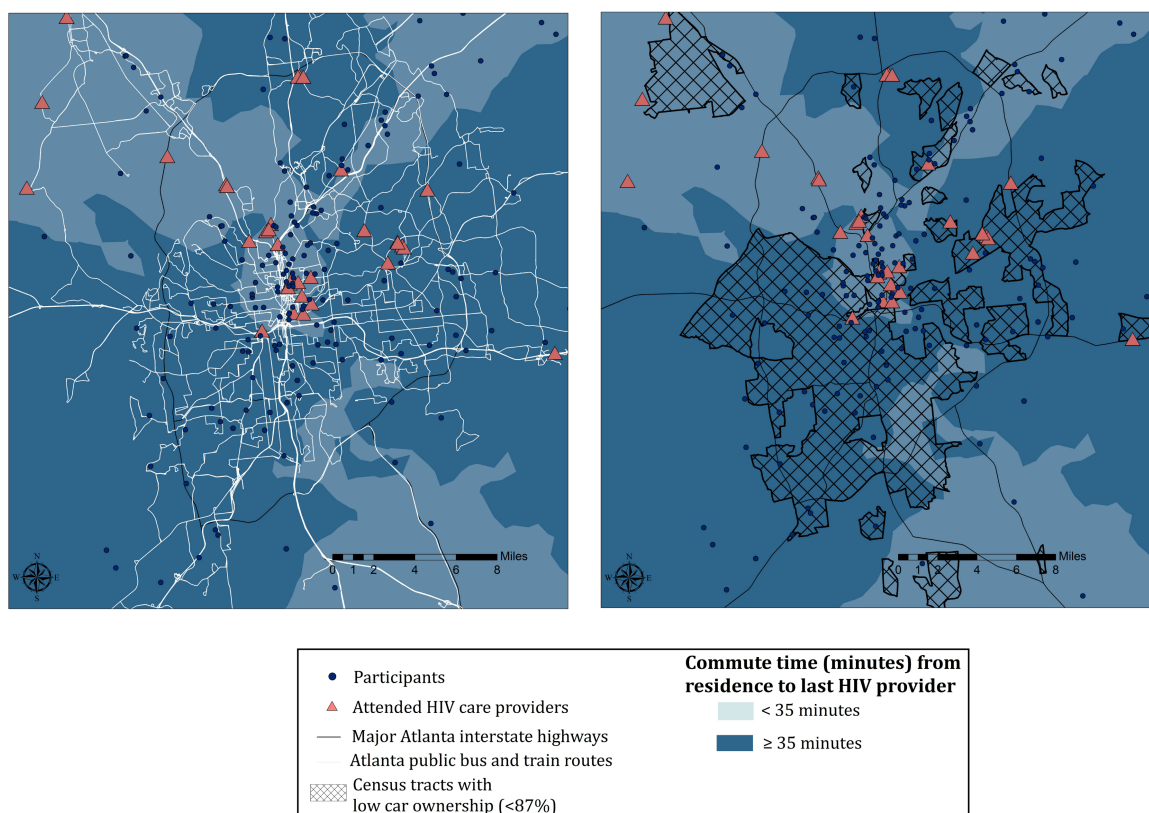 N
W E
S
0 1 2 4 6 8 Miles
N
W E
S
0 1 2 4 6 8 Miles
Participants
Attended HIV care providers
Major Atlanta interstate highways
Atlanta public bus and train routes
Census tracts with
low car ownership (<87%)
Commute time (minutes) from
residence to last HIV provider
< 35 minutes
≥ 35 minutes